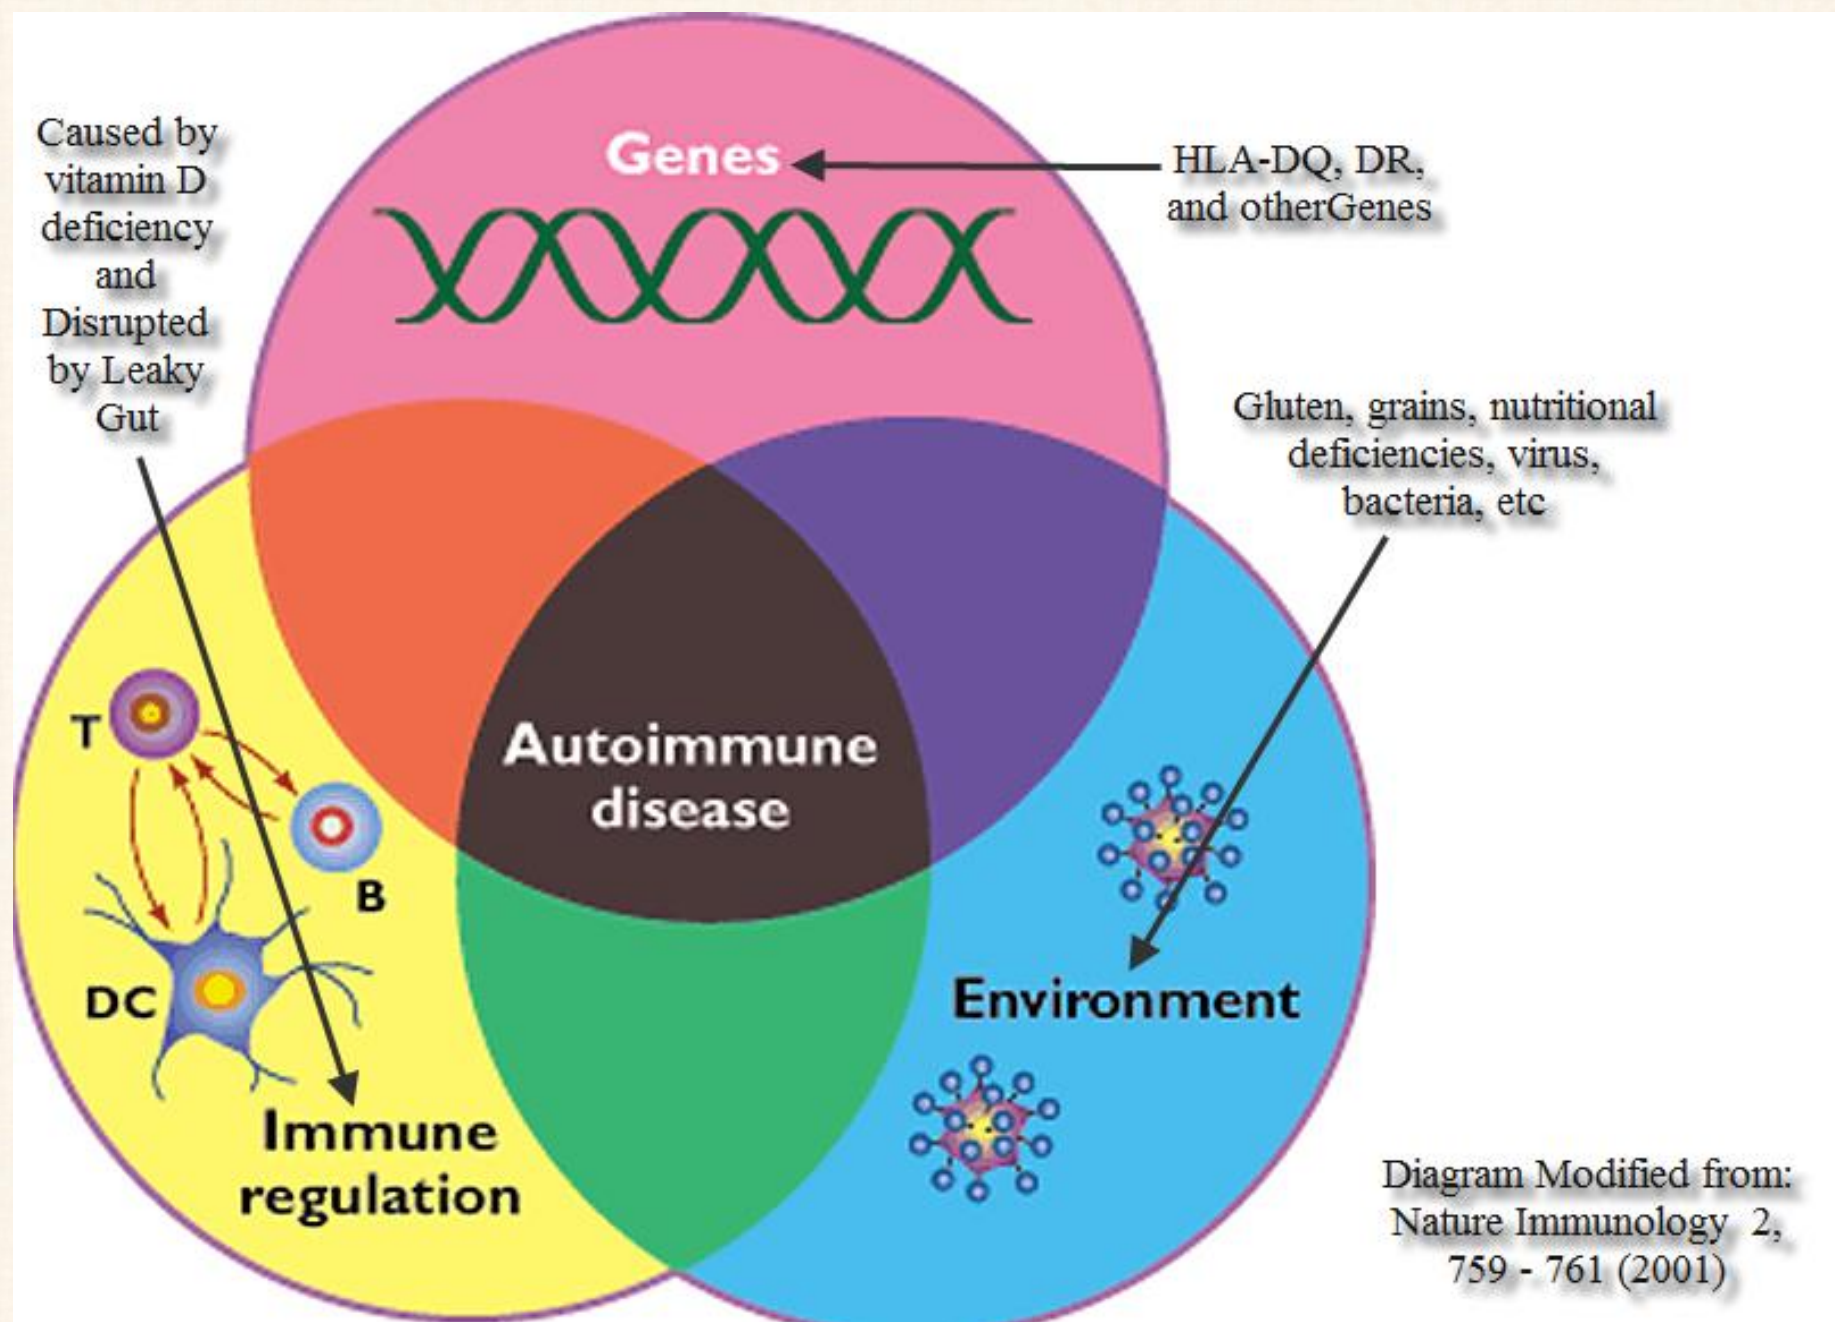 Caused by
vitamin D
deficiency
and
Disrupted
by Leaky
Gut
Genes
HLA-DQ, DR,
and otherGenes
Gluten, grains, nutritional
deficiencies, virus,
bacteria, etc
Autoimmune
disease
T
B
DC
Environment
Immune
regulation
Diagram Modified from:
Nature Immunology 2,
759 - 761 (2001)